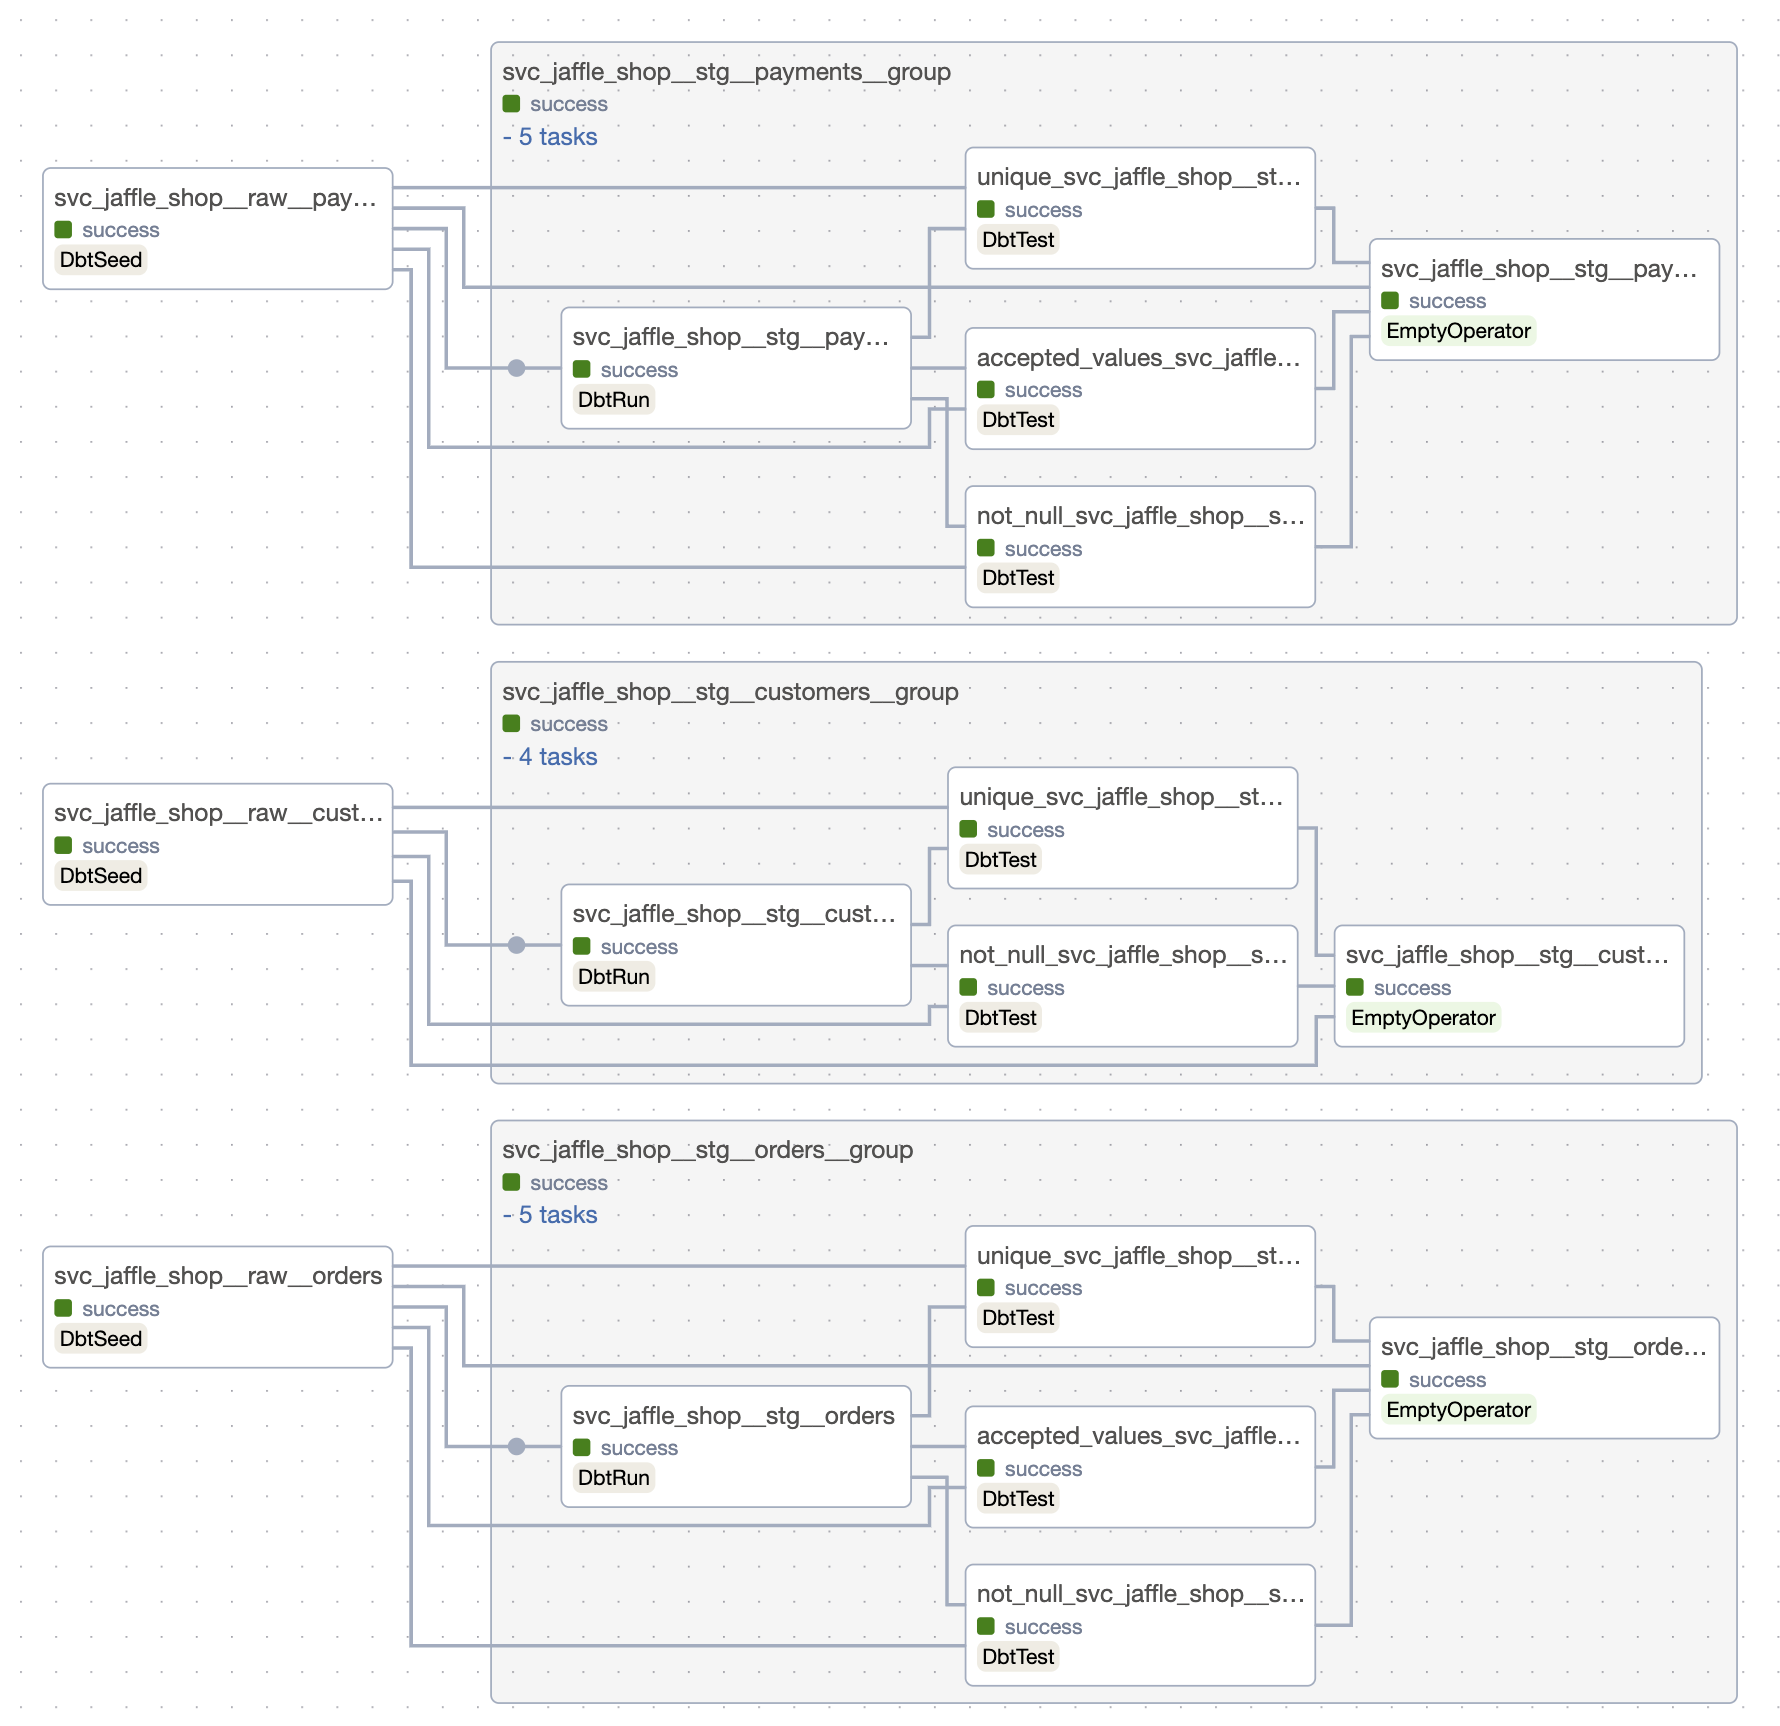 svc_jaffle_shop__stg__payments__group
success
- 5 tasks
svc_jaffle_shop__raw__pay...
success
DbtSeed
unique_svc_jaffle_shop__st...
success
DbtTest
svc_jaffle_shop__stg__pay...
success
EmptyOperator
svc_jaffle_shop__stg__pay...
success
DbtRun
accepted_values_svc_jaffle...
success
DbtTest
not_null_svc_jaffle_shop__s...
success
DbtTest
svc_jaffle_shop__stg__customers__group
success
- 4 tasks
svc_jaffle_shop__raw__cust...
success
DbtSeed
unique_svc_jaffle_shop__st...
success
DbtTest
svc_jaffle_shop__stg__cust...
success
DbtRun
not_null_svc_jaffle_shop__s...
success
DbtTest
svc_jaffle_shop__stg__cust...
success
EmptyOperator
svc_jaffle_shop__stg__orders__group
success
- 5 tasks
svc_jaffle_shop__raw__orders
success
DbtSeed
unique_svc_jaffle_shop__st...
success
DbtTest
svc_jaffle_shop__stg__orde...
success
EmptyOperator
svc_jaffle_shop__stg__orders
success
DbtRun
accepted_values_svc_jaffle...
success
DbtTest
not_null_svc_jaffle_shop__s...
success
DbtTest